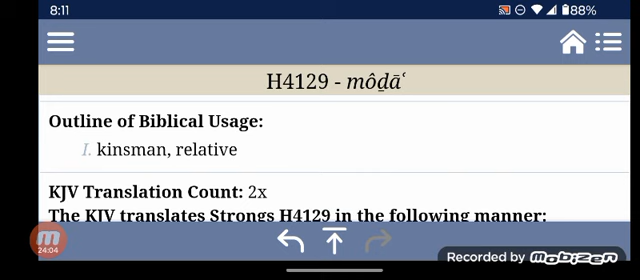 8:11
88%
H4129 - môḏāʿ
Outline of Biblical Usage:
I. kinsman, relative
KJV Translation Count: 2x
The KJV translates Strongs H4129 in the following manner:
24:04
Recorded by Mobizen